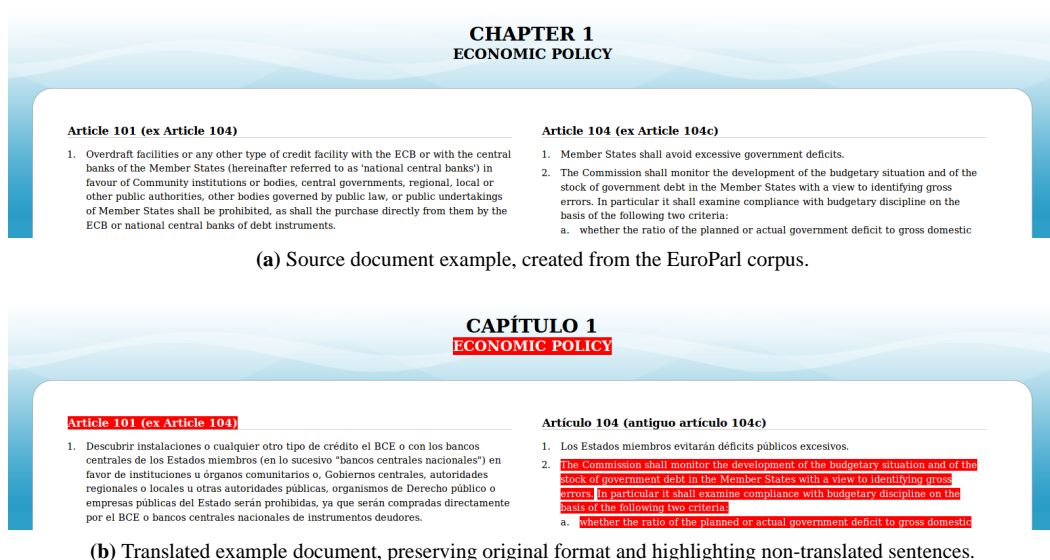 CHAPTER 1
ECONOMIC POLICY
Article 101 (ex Article 104)
1. Overdraft facilities or any other type of credit facility with the ECB or with the central
banks of the Member States (hereinafter referred to as 'national central banks') in
favour of Community institutions or bodies, central governments, regional, local or
other public authorities, other bodies governed by public law, or public undertakings
of Member States shall be prohibited, as shall the purchase directly from them by the
ECB or national central banks of debt instruments.
Article 104 (ex Article 104c)
1. Member States shall avoid excessive government deficits.
2. The Commission shall monitor the development of the budgetary situation and of the
stock of government debt in the Member States with a view to identifying gross
errors. In particular it shall examine compliance with budgetary discipline on the
basis of the following two criteria:
a. whether the ratio of the planned or actual government deficit to gross domestic
(a) Source document example, created from the EuroParl corpus.
CAPÍTULO 1
ECONOMIC POLICY
Article 101 (ex Article 104)
1. Descubrir instalaciones o cualquier otro tipo de crédito el BCE o con los bancos
centrales de los Estados miembros (en lo sucesivo "bancos centrales nacionales") en
favor de instituciones u órganos comunitarios o, Gobiernos centrales, autoridades
regionales o locales u otras autoridades públicas, organismos de Derecho público o
empresas públicas del Estado serán prohibidas, ya que serán compradas directamente
por el BCE o bancos centrales nacionales de instrumentos deudores.
Artículo 104 (antiguo artículo 104c)
1. Los Estados miembros evitarán déficits públicos excesivos.
2. The Commission shall monitor the development of the budgetary situation and of the
stock of government debt in the Member States with a view to identifying gross
errors. In particular it shall examine compliance with budgetary discipline on the
basis of the following two criteria:
a. whether the ratio of the planned or actual government deficit to gross domestic
(b) Translated example document, preserving original format and highlighting non-translated sentences.